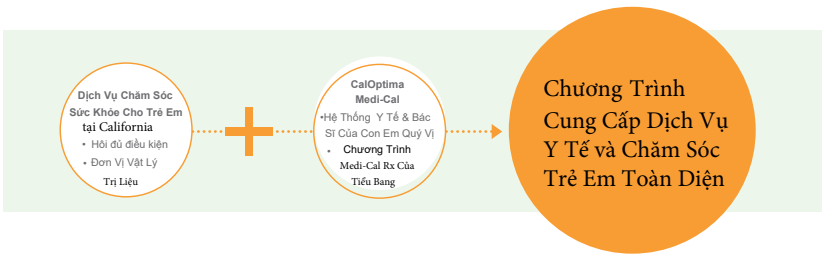 Dịch Vụ Chăm Sóc
Sức Khỏe Cho Trẻ Em
tại California
• Hôi đủ điều kiện
• Đơn Vị Vật Lý
Trị Liệu
CalOptima
Medi-Cal
•Hệ Thống Y Tế & Bác
Sĩ Của Con Em Quý Vị
• Chương Trình
Medi-Cal Rx Của
Tiểu Bang
Chương Trình
Cung Cấp Dịch Vụ
Y Tế và Chăm Sóc
Trẻ Em Toàn Diện